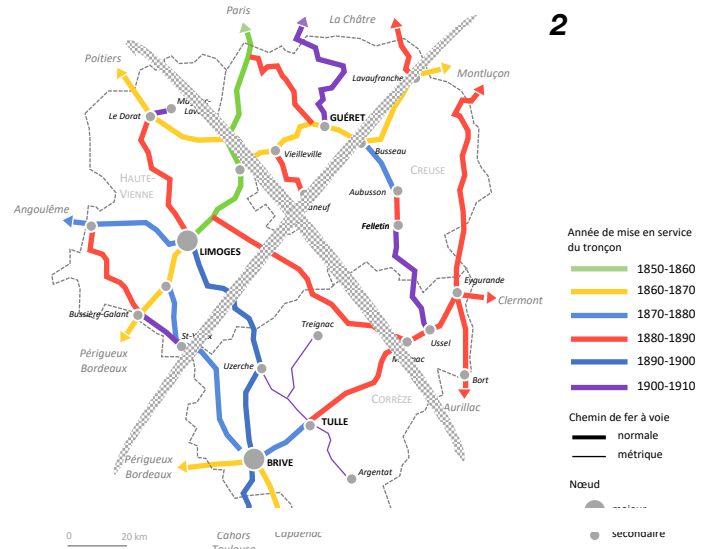 2
Paris
La Châtre
Poitiers
Lavaufranche
Montluçon
Le Dorat
GUÉRET
Busseau
Vieilleville
HAUTE-
VIENNE
CREUSE
Aubusson
Angoulême
Felletin
LIMOGES
Eygurande
Clermont
Bussière-Galant
Treignac
Ussel
Périgueux
Bordeaux
Uzerche
Bort
CORRÈZE
Aurillac
TULLE
Périgueux
Bordeaux
BRIVE
Argentat
0 20 km
Cahors
Année de mise en service
du tronçon
1850-1860
1860-1870
1870-1880
1880-1890
1890-1900
1900-1910
Chemin de fer à voie
normale
métrique
Nœud
secondaire